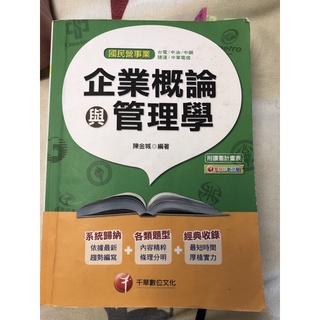 國民營事業
台電/中油/中鋼
捷運/中華電信
企業概論
與
管理學
陳金城 編著
附讀書計畫表
系統歸納
依據最新
趨勢編寫
+
各類題型
內容精粹
條理分明
+
經典收錄
最短時間
厚植實力
千華數位文化